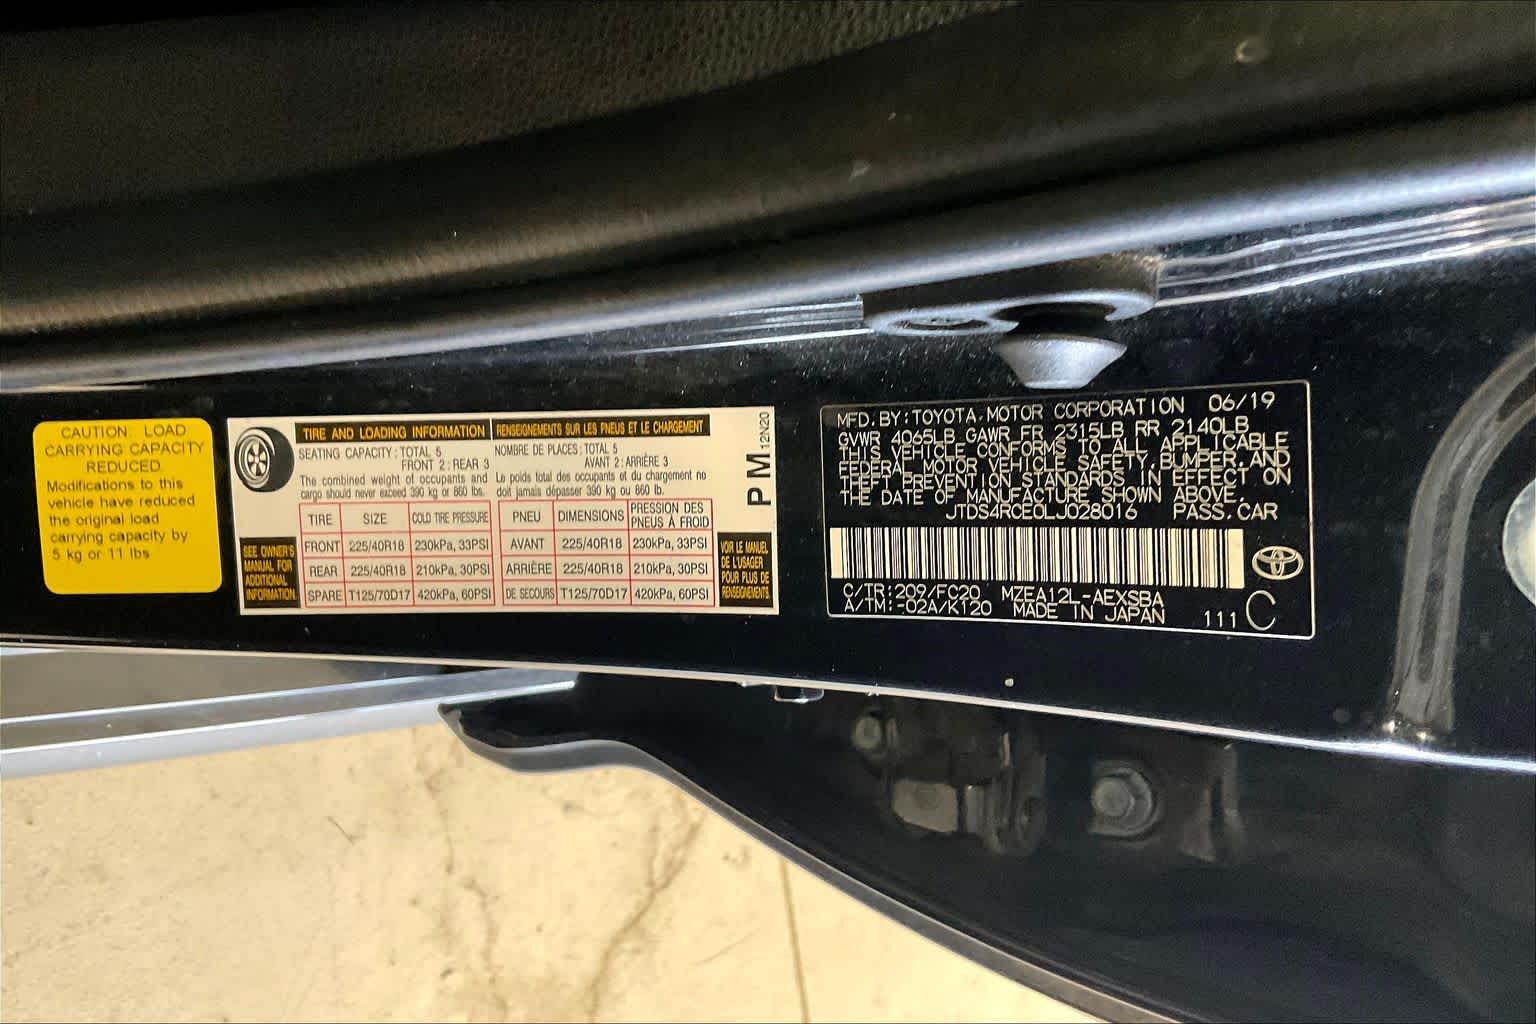 CAUTION LOAD
CARRYING CAPACITY
REDUCED
Modifications to this
vehicle have reduced
the original load
carrying capacity by
5 kg or 11 lbs
TIRE AND LOADING INFORMATION
SEATING CAPACITY : TOTAL 5
FRONT 2 : REAR 3
The combined weight of occupants and
cargo should never exceed 390 kg or 860 lbs.
RENSEIGNEMENTS SUR LES PNEUS ET LE CHARGEMENT
NOMBRE DE PLACES : TOTAL 5
AVANT 2 : ARRIÈRE 3
Le poids total des occupants et du chargement ne
doit jamais dépasser 390 kg ou 860 lb.
SEE OWNER'S
MANUAL FOR
ADDITIONAL
INFORMATION.
TIRE SIZE COLD TIRE PRESSURE
FRONT 225/40R18 230kPa, 33PSI
REAR 225/40R18 210kPa, 30PSI
SPARE T125/70D17 420kPa, 60PSI
PNEU DIMENSIONS PRESSION DES PNEUS À FROID
AVANT 225/40R18 230kPa, 33PSI
ARRIÈRE 225/40R18 210kPa, 30PSI
DE SECOURS T125/70D17 420kPa, 60PSI
VOIR LE MANUEL
DE L'USAGER
POUR PLUS DE
RENSEIGNEMENTS
PM 12N20
MFD. BY: TOYOTA MOTOR CORPORATION 06/19
GVWR 4065LB GAWR FR 2315LB RR 2140LB
THIS VEHICLE CONFORMS TO ALL APPLICABLE
FEDERAL MOTOR VEHICLE SAFETY, BUMPER, AND
THEFT PREVENTION STANDARDS IN EFFECT ON
THE DATE OF MANUFACTURE SHOWN ABOVE.
JTDS4RCE0LJ028016 PASS. CAR
C/TR: 209/FC20 MZEA12L-AEXSBA
A/TM: -02A/K120 MADE IN JAPAN 111 C